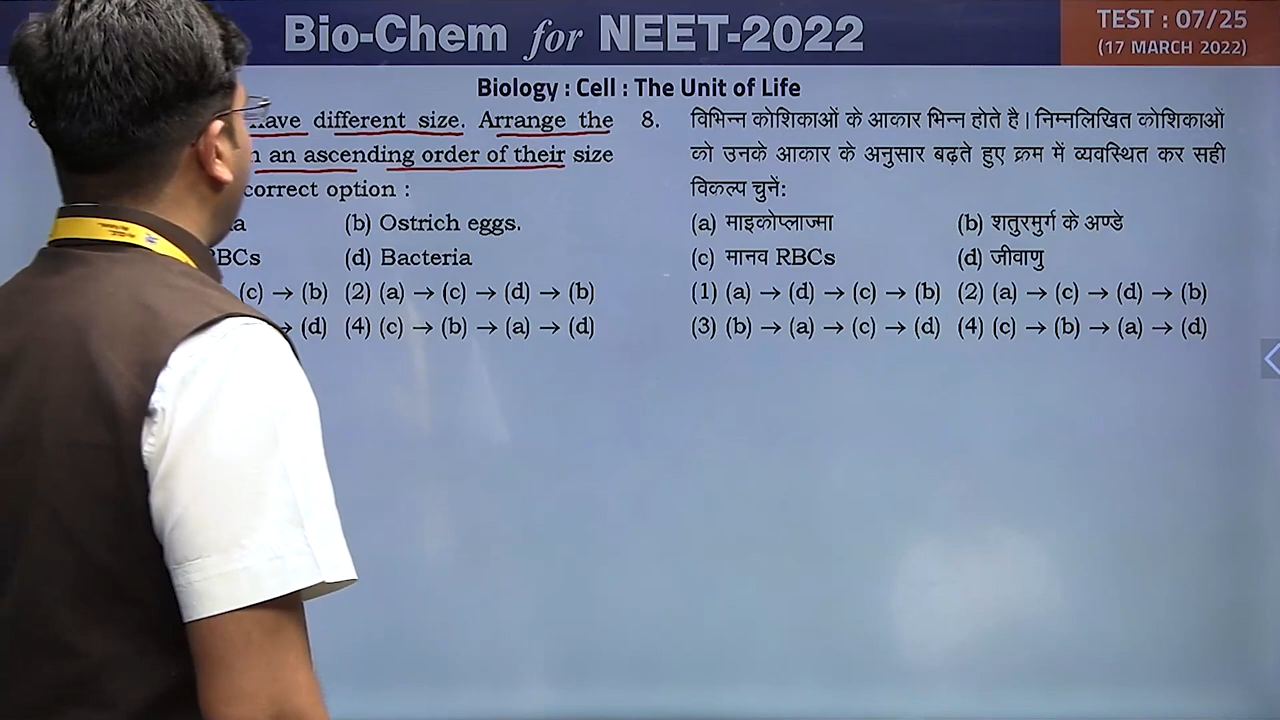 Bio-Chem for NEET-2022
TEST : 07/25
(17 MARCH 2022)
Biology : Cell : The Unit of Life
have different size. Arrange the
an ascending order of their size
correct option :
(b) Ostrich eggs.
RBCs (d) Bacteria
(c) → (b) (2) (a) → (c) → (d) → (b)
→ (d) (4) (c) → (b) → (a) → (d)
8. विभिन्न कोशिकाओं के आकार भिन्न होते है। निम्नलिखित कोशिकाओं
को उनके आकार के अनुसार बढ़ते हुए क्रम में व्यवस्थित कर सही
विकल्प चुनें:
(a) माइकोप्लाज्मा (b) शतुरमुर्ग के अण्डे
(c) मानव RBCs (d) जीवाणु
(1) (a) → (d) → (c) → (b) (2) (a) → (c) → (d) → (b)
(3) (b) → (a) → (c) → (d) (4) (c) → (b) → (a) → (d)